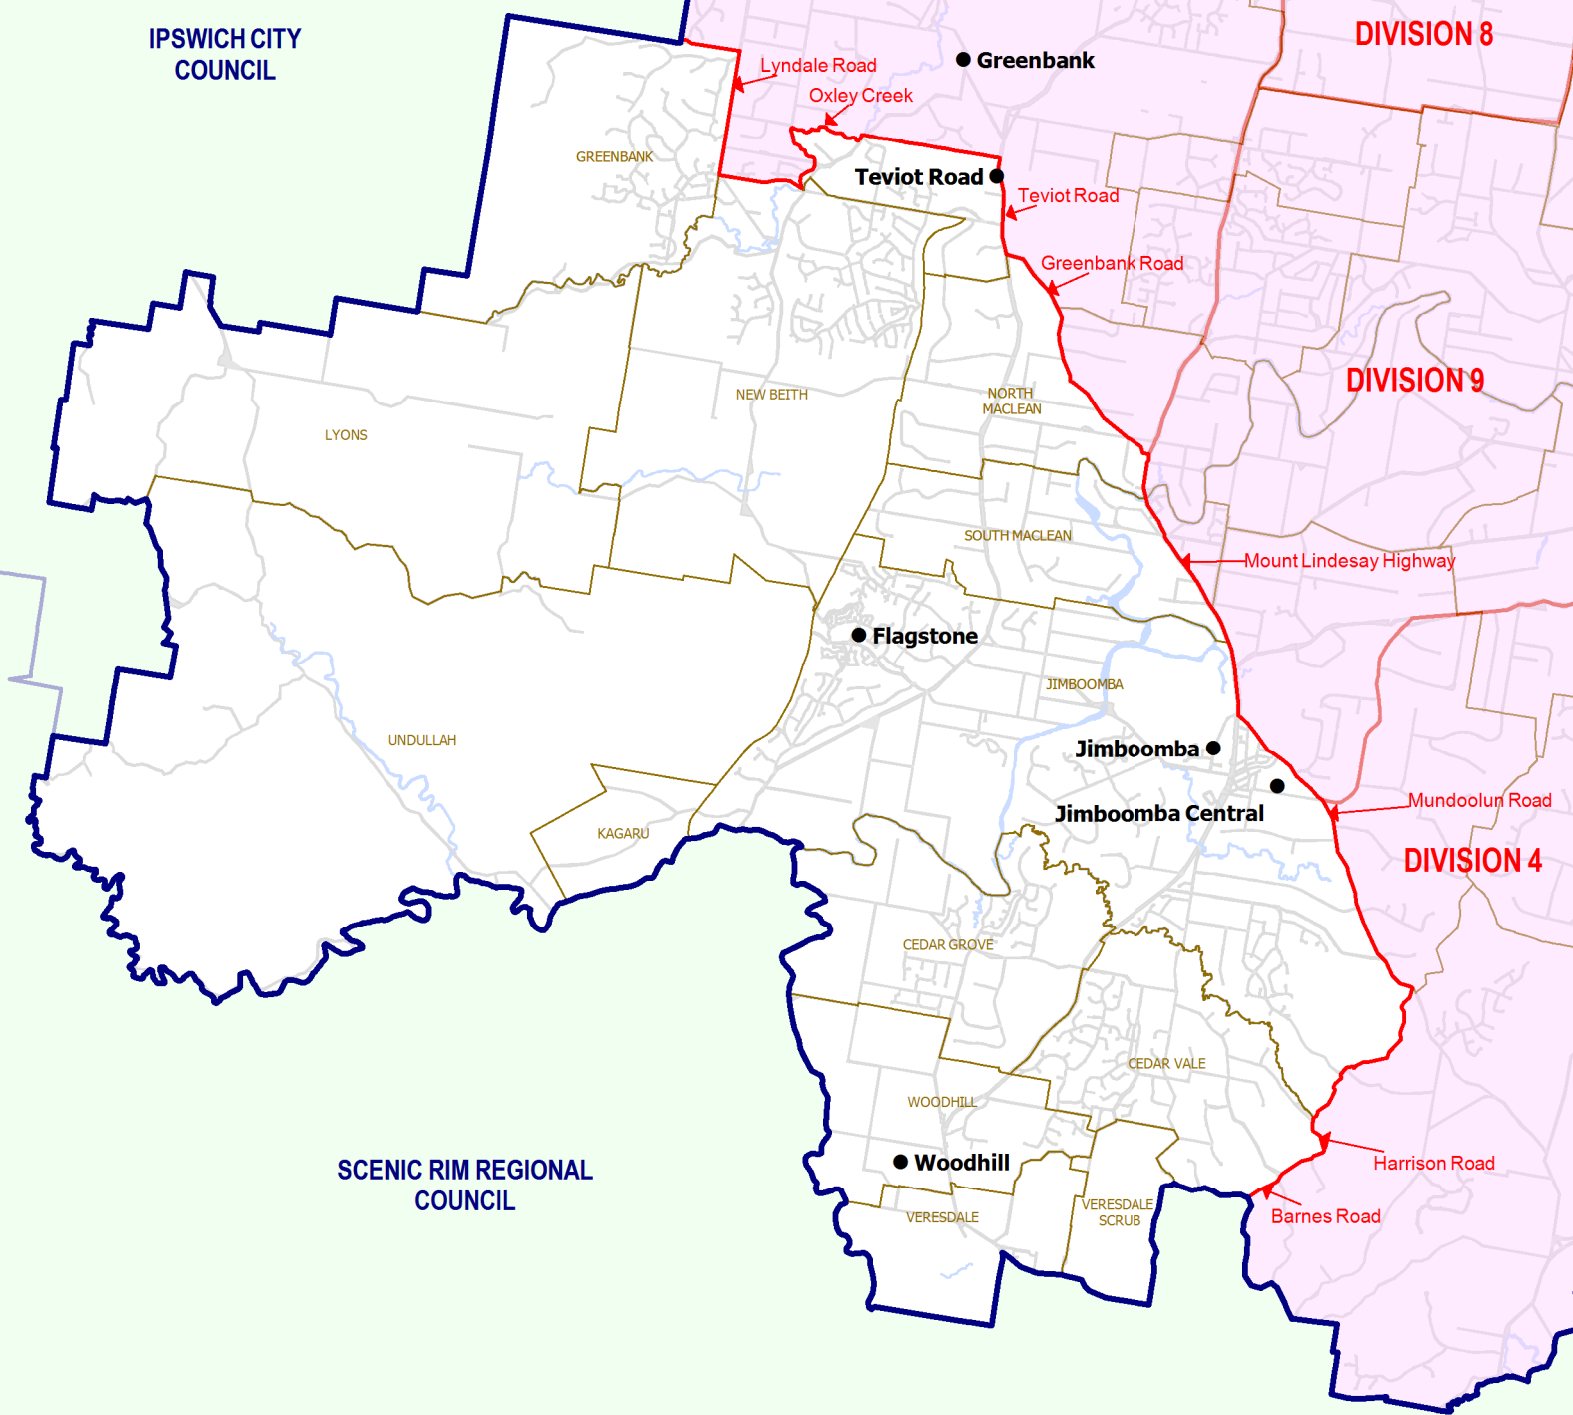 IPSWICH CITY
COUNCIL
DIVISION 8
Greenbank
Lyndale Road
Oxley Creek
GREENBANK
Teviot Road
Teviot Road
Greenbank Road
DIVISION 9
NEW BEITH
NORTH
MACLEAN
LYONS
SOUTH MACLEAN
Mount Lindesay Highway
Flagstone
JIMBOOMBA
UNDULLAH
Jimboomba
Mundoolun Road
Jimboomba Central
KAGARU
DIVISION 4
CEDAR GROVE
CEDAR VALE
WOODHILL
Woodhill
Harrison Road
SCENIC RIM REGIONAL
COUNCIL
VERESDALE
VERESDALE
SCRUB
Barnes Road